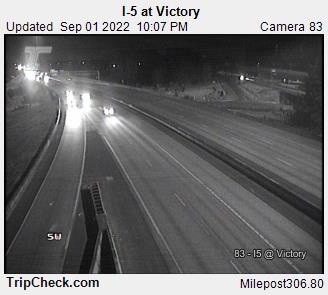 I-5 at Victory
Updated Sep 01 2022 10:07 PM Camera 83
SW
83 - I5 @ Victory
TripCheck.com Milepost306.80